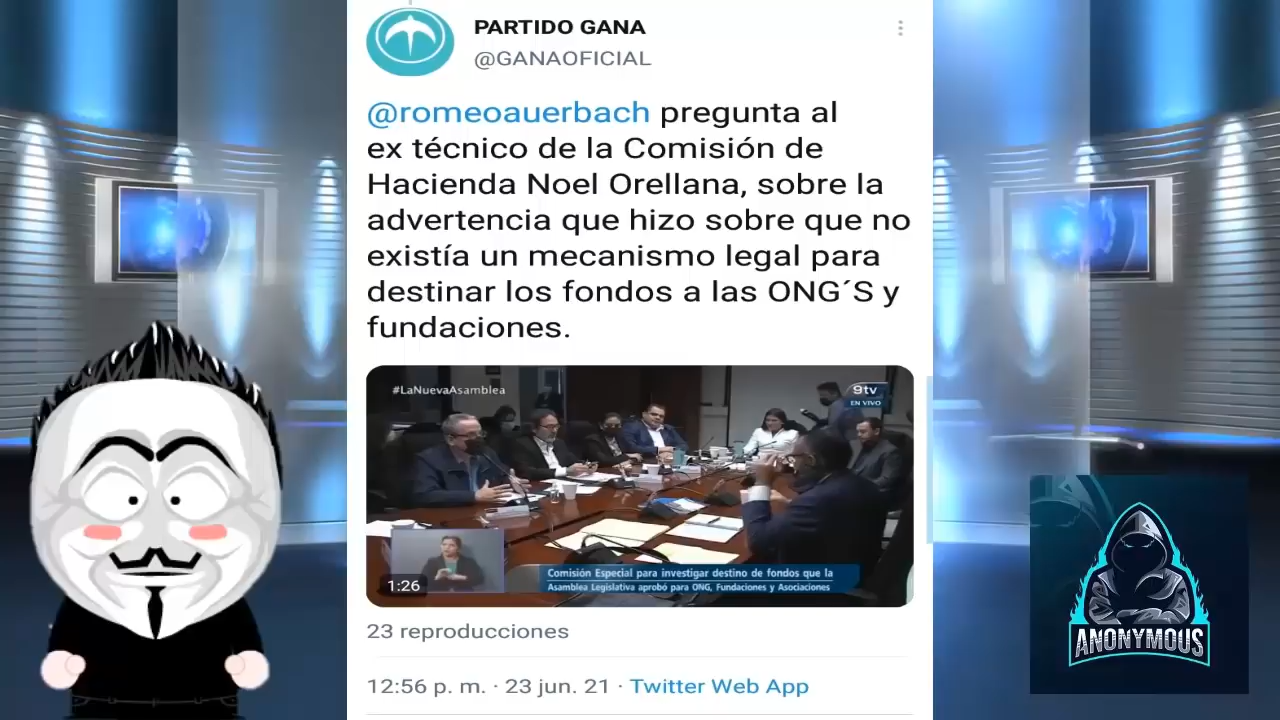 PARTIDO GANA
@GANAOFICIAL
@romeoauerbach pregunta al
ex técnico de la Comisión de
Hacienda Noel Orellana, sobre la
advertencia que hizo sobre que no
existía un mecanismo legal para
destinar los fondos a las ONG´S y
fundaciones.
#LaNuevaAsamblea
9tv
EN VIVO
Comisión Especial para investigar destino de fondos que la
Asamblea Legislativa aprobó para ONG, Fundaciones y Asociaciones
1:26
23 reproducciones
12:56 p. m. · 23 jun. 21 · Twitter Web App
ANONYMOUS